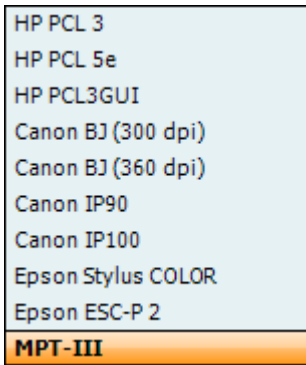 HP PCL 3
HP PCL 5e
HP PCL3GUI
Canon BJ (300 dpi)
Canon BJ (360 dpi)
Canon IP90
Canon IP100
Epson Stylus COLOR
Epson ESC-P 2
MPT-III